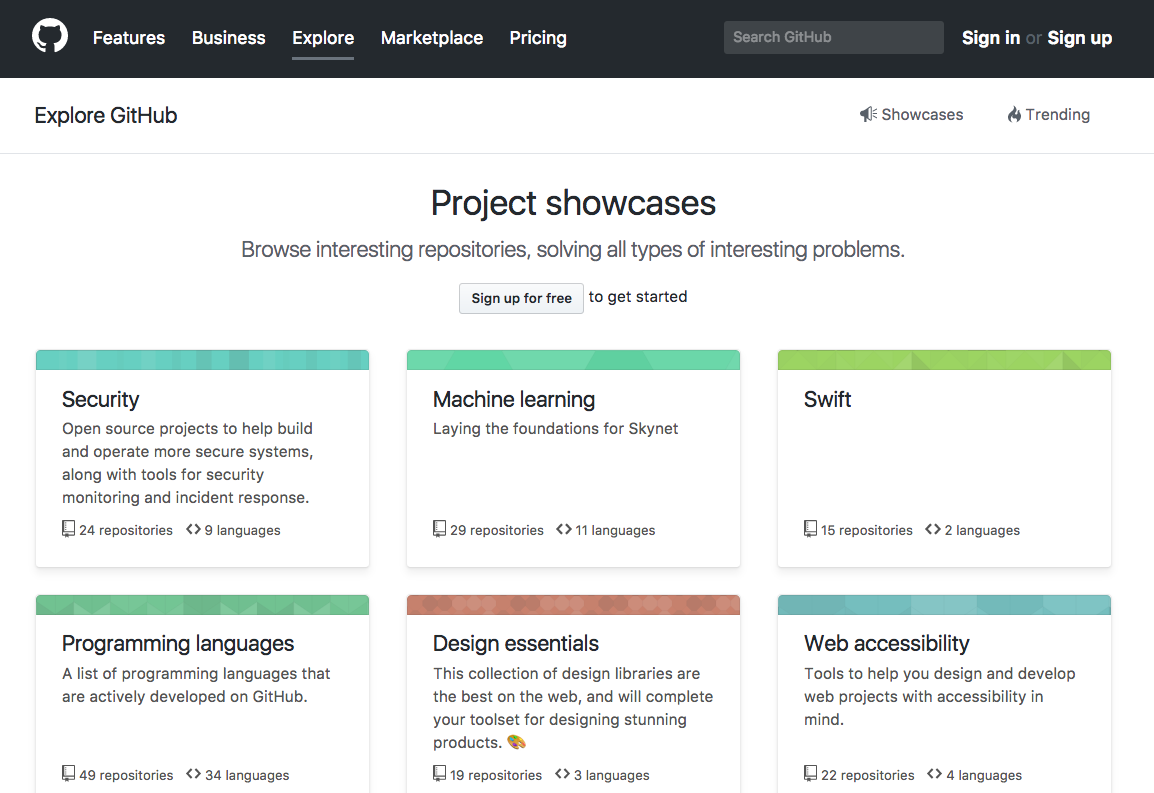 Features Business Explore Marketplace Pricing Search GitHub Sign in or Sign up
Explore GitHub Showcases Trending
Project showcases
Browse interesting repositories, solving all types of interesting problems.
Sign up for free to get started
Security
Open source projects to help build
and operate more secure systems,
along with tools for security
monitoring and incident response.
24 repositories 9 languages
Machine learning
Laying the foundations for Skynet
29 repositories 11 languages
Swift
15 repositories 2 languages
Programming languages
A list of programming languages that
are actively developed on GitHub.
49 repositories 34 languages
Design essentials
This collection of design libraries are
the best on the web, and will complete
your toolset for designing stunning
products. 🎨
19 repositories 3 languages
Web accessibility
Tools to help you design and develop
web projects with accessibility in
mind.
22 repositories 4 languages